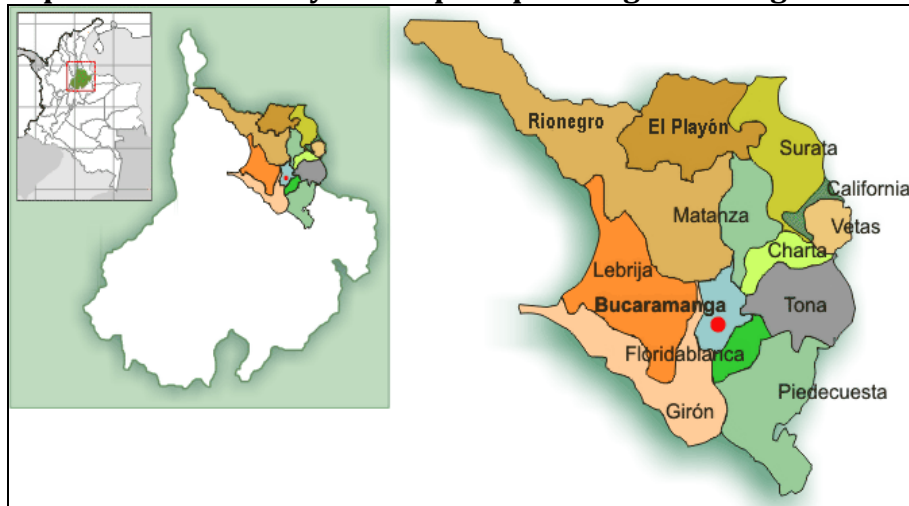 Rionegro
El Playón
Surata
California
Matanza
Vetas
Charta
Lebrija
Bucaramanga
Tona
Floridablanca
Piedecuesta
Girón